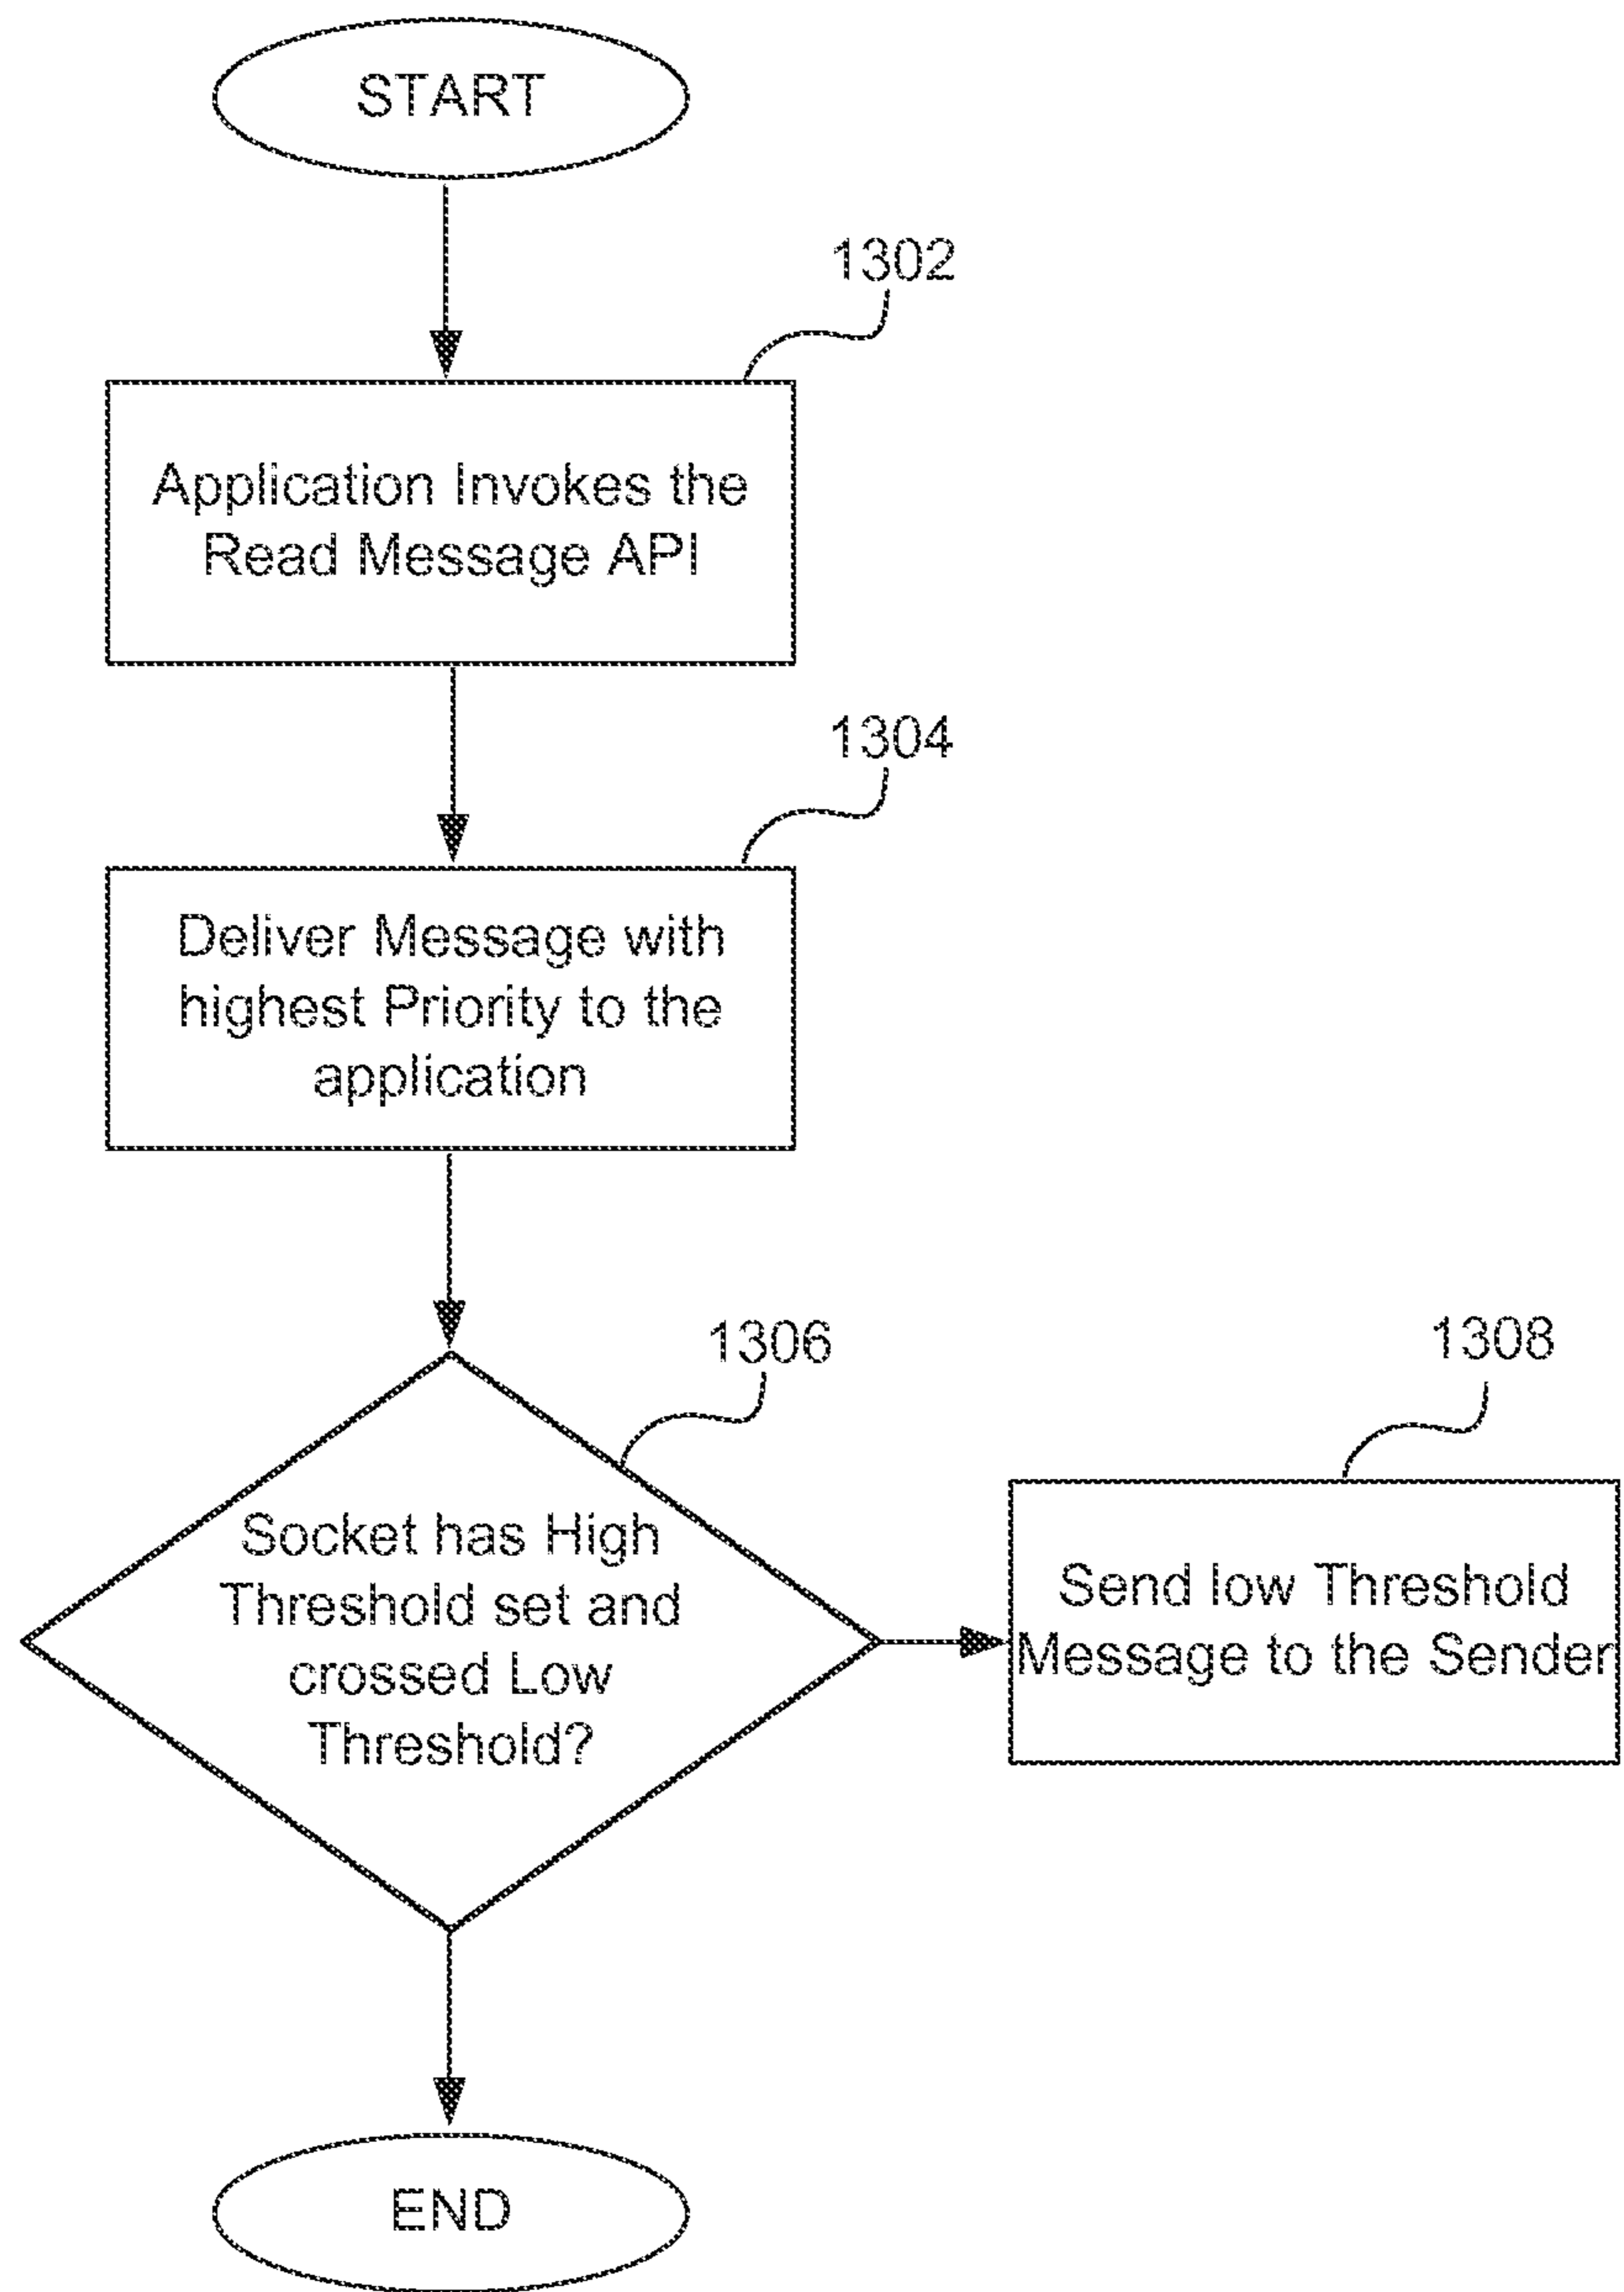 START
1302
Application Invokes the
Read Message API
1304
Deliver Message with
highest Priority to the
application
1306
Socket has High
Threshold set and
crossed Low
Threshold?
1308
Send low Threshold
Message to the Sender
END